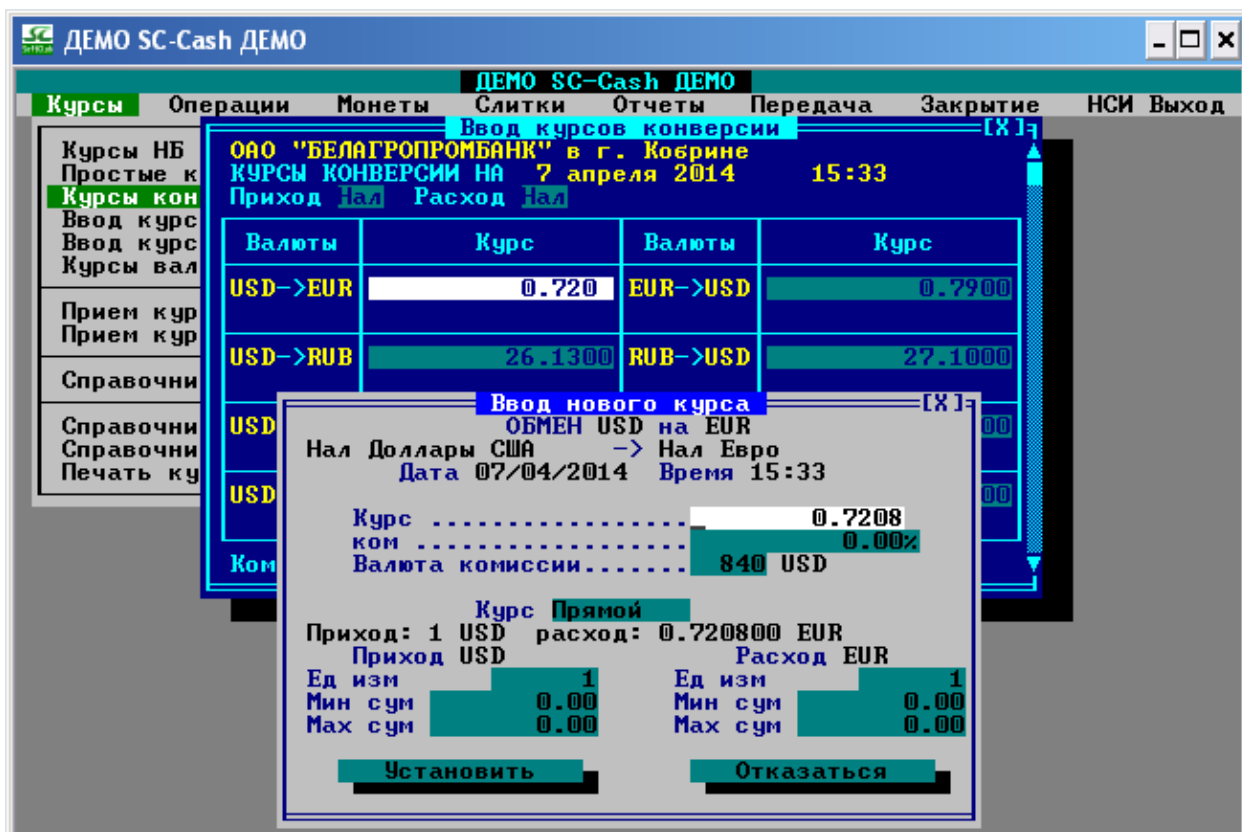 ДЕМО SC-Cash ДЕМО
ДЕМО SC-Cash ДЕМО
Курсы Операции Монеты Слитки Отчеты Передача Закрытие НСИ Выход
Ввод курсов конверсии [X]
Курсы НБ
Простые к
Курсы кон
Ввод курс
Ввод курс
Курсы вал
Прием кур
Прием кур
Справочни
Справочни
Справочни
Печать ку
ОАО "БЕЛАГРОПРОМБАНК" в г. Кобрине
КУРСЫ КОНВЕРСИИ НА 7 апреля 2014 15:33
Приход Нал Расход Нал
Валюты Курс Валюты Курс
USD->EUR 0.720 EUR->USD 0.7900
USD->RUB 26.1300 RUB->USD 27.1000
USD 00
USD 00
Ком
Ввод нового курса [X]
ОБМЕН USD на EUR
Нал Доллары США -> Нал Евро
Дата 07/04/2014 Время 15:33
Курс .................. 0.7208
ком ................... 0.00%
Валюта комиссии....... 840 USD
Курс Прямой
Приход: 1 USD расход: 0.720800 EUR
Приход USD Расход EUR
Ед изм 1 Ед изм 1
Мин сум 0.00 Мин сум 0.00
Мах сум 0.00 Мах сум 0.00
Установить Отказаться